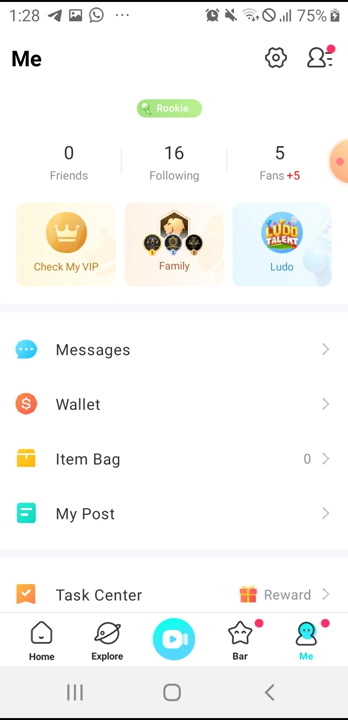 1:28 ... 75%
Me
Rookie
0 16 5
Friends Following Fans +5
Check My VIP Family LUDO TALENT Ludo
Messages
Wallet
Item Bag 0
My Post
Task Center Reward
Home Explore Bar Me